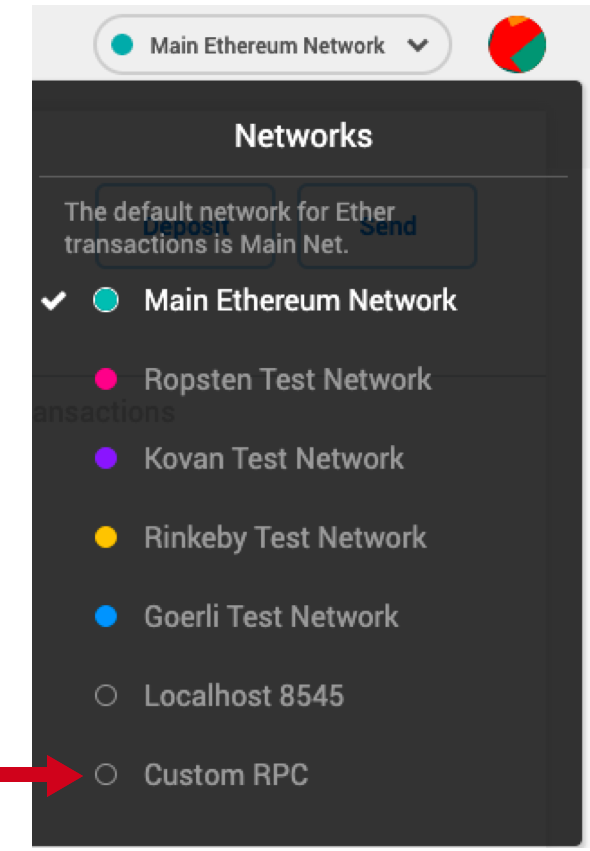 Main Ethereum Network
Networks
The default network for Ether
transactions is Main Net.
Deposit
Send
Main Ethereum Network
Ropsten Test Network
ansactions
Kovan Test Network
Rinkeby Test Network
Goerli Test Network
Localhost 8545
Custom RPC